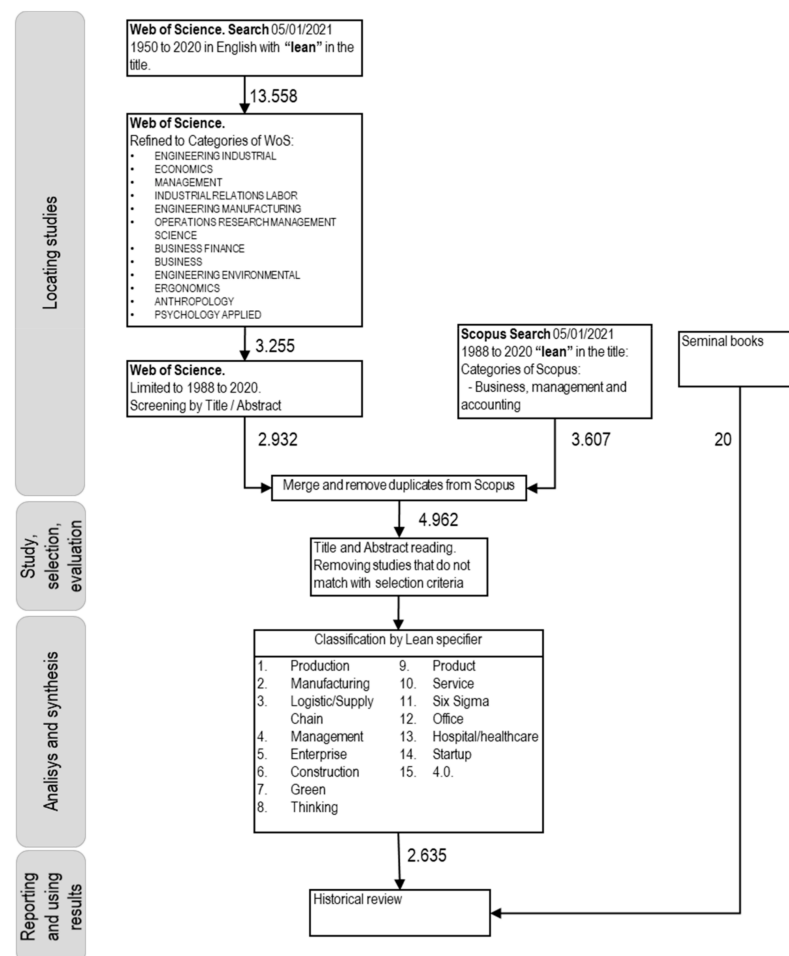 Locating studies
Web of Science. Search 05/01/2021
1950 to 2020 in English with “lean” in the
title.
13.558
Web of Science.
Refined to Categories of WoS:
• ENGINEERING INDUSTRIAL
• ECONOMICS
• MANAGEMENT
• INDUSTRIAL RELATIONS LABOR
• ENGINEERING MANUFACTURING
• OPERATIONS RESEARCH MANAGEMENT
SCIENCE
• BUSINESS FINANCE
• BUSINESS
• ENGINEERING ENVIRONMENTAL
• ERGONOMICS
• ANTHROPOLOGY
• PSYCHOLOGY APPLIED
3.255
Web of Science.
Limited to 1988 to 2020.
Screening by Title / Abstract
2.932
Scopus Search 05/01/2021
1988 to 2020 “lean” in the title:
Categories of Scopus:
- Business, management and
accounting
3.607
Seminal books
20
Merge and remove duplicates from Scopus
4.962
Study,
selection,
evaluation
Title and Abstract reading.
Removing studies that do not
match with selection criteria
Analisys and synthesis
Classification by Lean specifier
1. Production
2. Manufacturing
3. Logistic/Supply
Chain
4. Management
5. Enterprise
6. Construction
7. Green
8. Thinking
9. Product
10. Service
11. Six Sigma
12. Office
13. Hospital/healthcare
14. Startup
15. 4.0.
2.635
Reporting
and using
results
Historical review